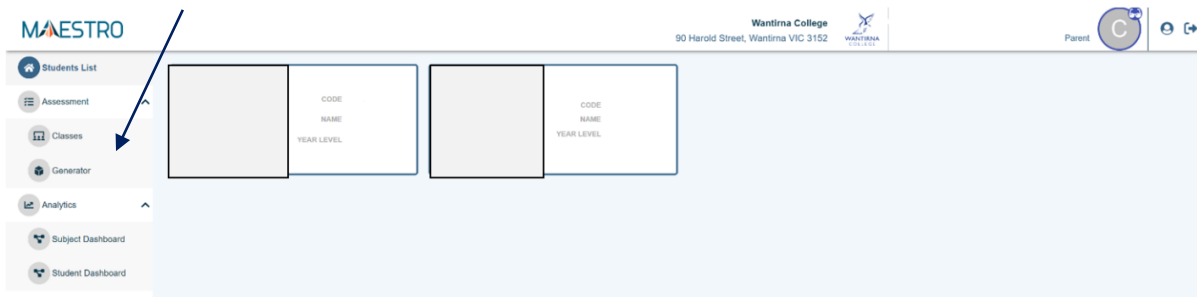 MAESTRO
Wantirna College
90 Harold Street, Wantirna VIC 3152
WANTIRNA
COLLEGE
Parent
C
Students List
Assessment
Classes
Generator
Analytics
Subject Dashboard
Student Dashboard
CODE
NAME
YEAR LEVEL
CODE
NAME
YEAR LEVEL